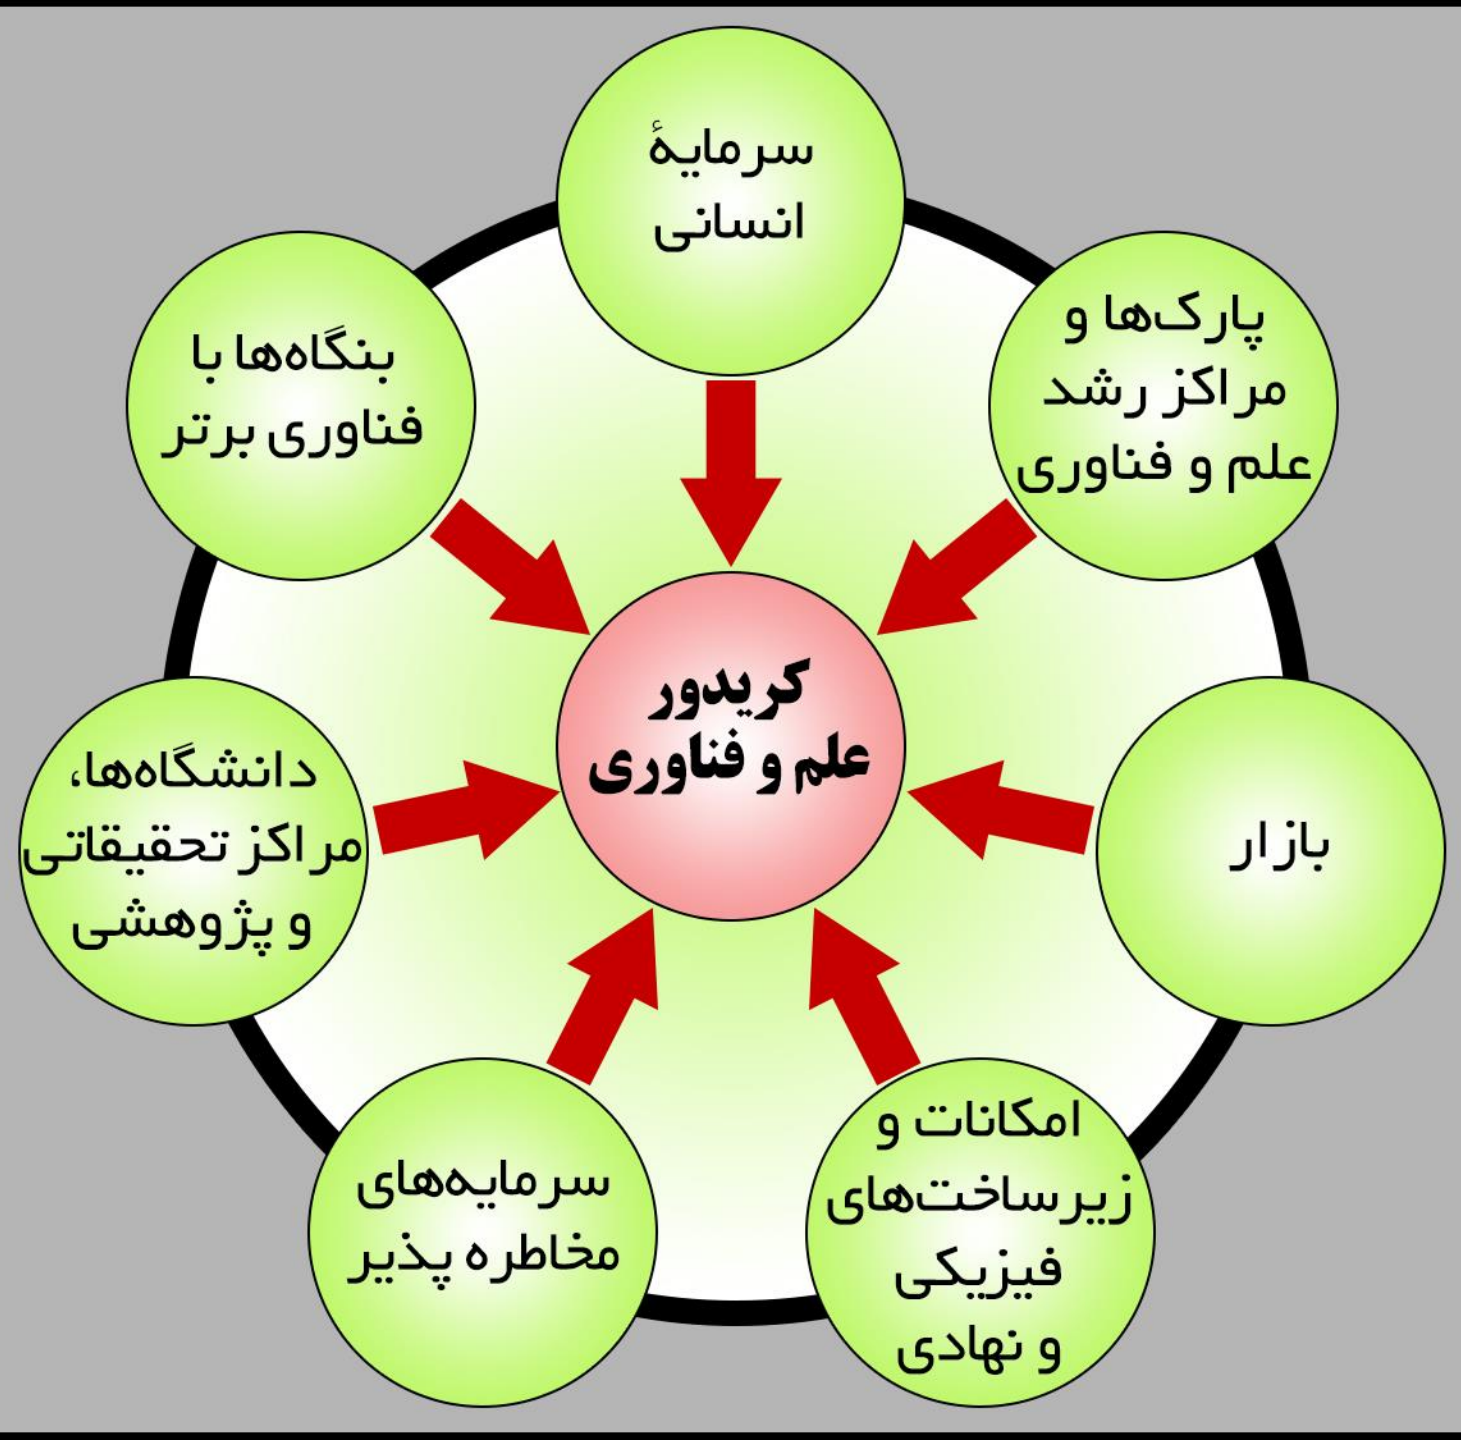 سرمایهٔ
انسانی
پارک‌ها و
مراکز رشد
علم و فناوری
بازار
امکانات و
زیرساخت‌های
فیزیکی
و نهادی
سرمایه‌های
مخاطره پذیر
دانشگاه‌ها،
مراکز تحقیقاتی
و پژوهشی
بنگاه‌ها با
فناوری برتر
کریدور
علم و فناوری